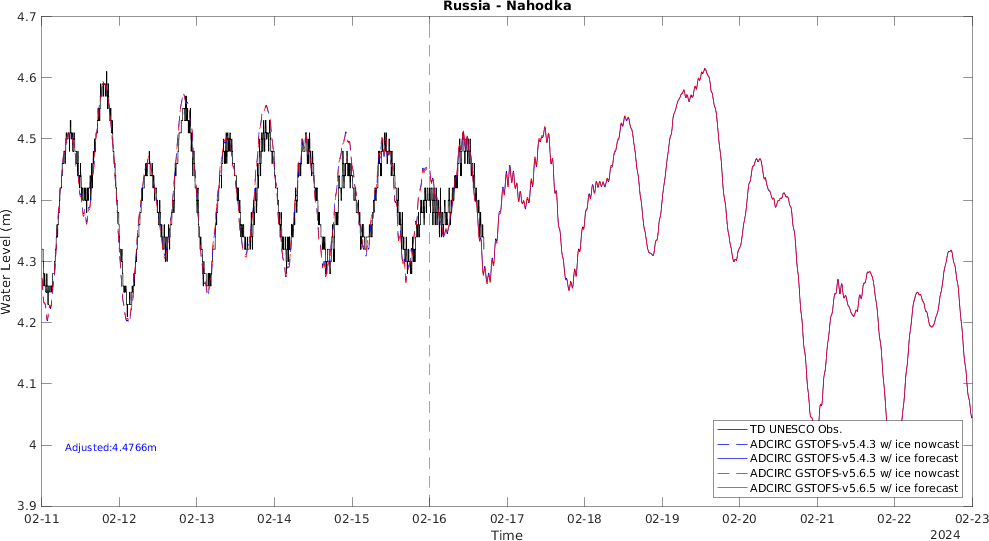 Russia - Nahodka
4.7
4.6
4.5
4.4
4.3
4.2
4.1
4
3.9
Water Level (m)
Adjusted:4.4766m
TD UNESCO Obs.
ADCIRC GSTOFS-v5.4.3 w/ ice nowcast
ADCIRC GSTOFS-v5.4.3 w/ ice forecast
ADCIRC GSTOFS-v5.6.5 w/ ice nowcast
ADCIRC GSTOFS-v5.6.5 w/ ice forecast
02-11 02-12 02-13 02-14 02-15 02-16 02-17 02-18 02-19 02-20 02-21 02-22 02-23
Time
2024